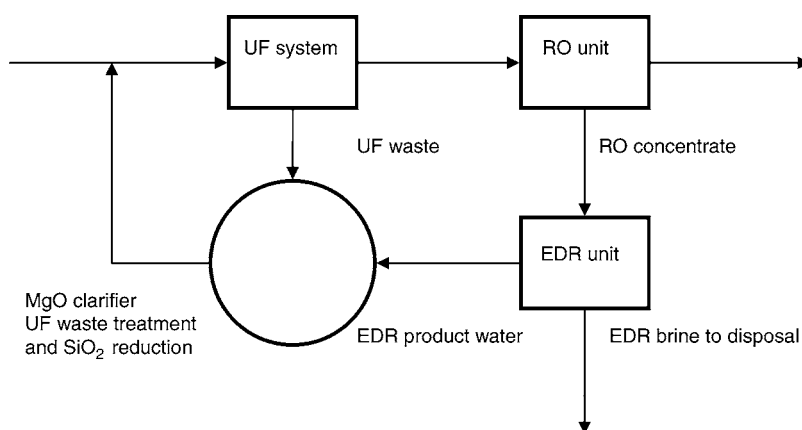 UF system
RO unit
UF waste
RO concentrate
EDR unit
MgO clarifier
UF waste treatment
and SiO₂ reduction
EDR product water
EDR brine to disposal